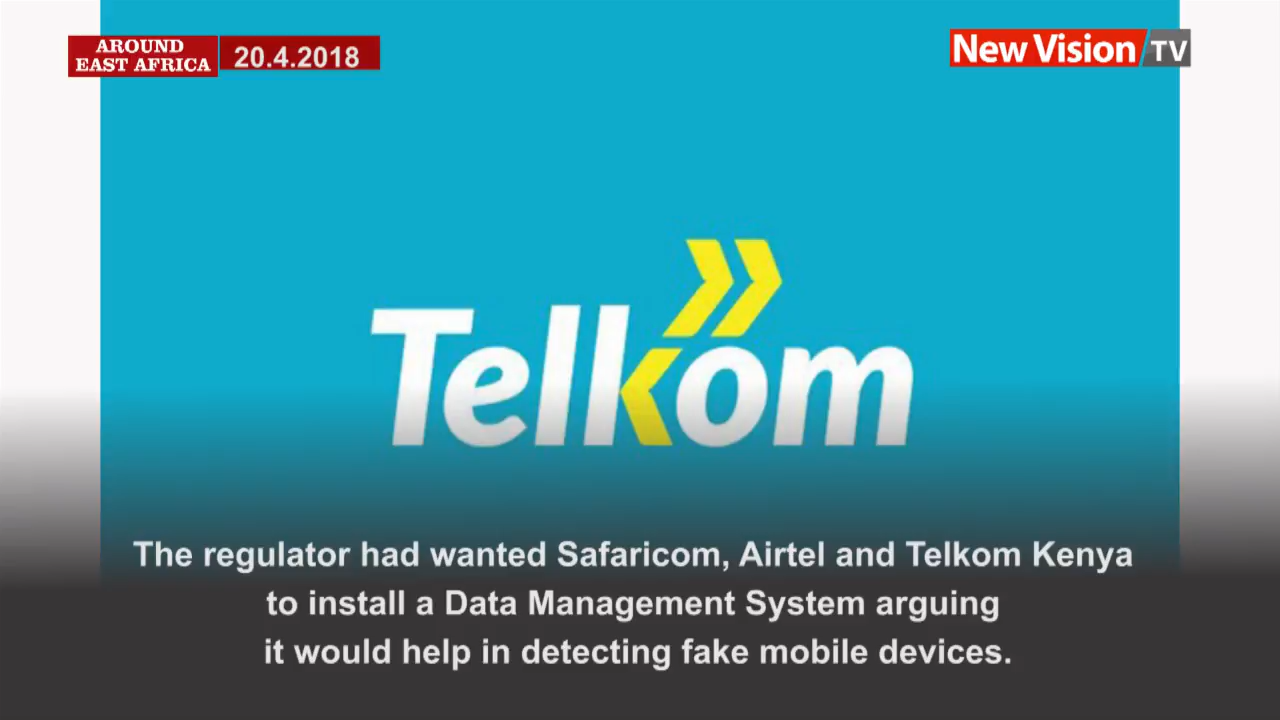 AROUND
EAST AFRICA
20.4.2018
New Vision TV
Telkom
The regulator had wanted Safaricom, Airtel and Telkom Kenya
to install a Data Management System arguing
it would help in detecting fake mobile devices.